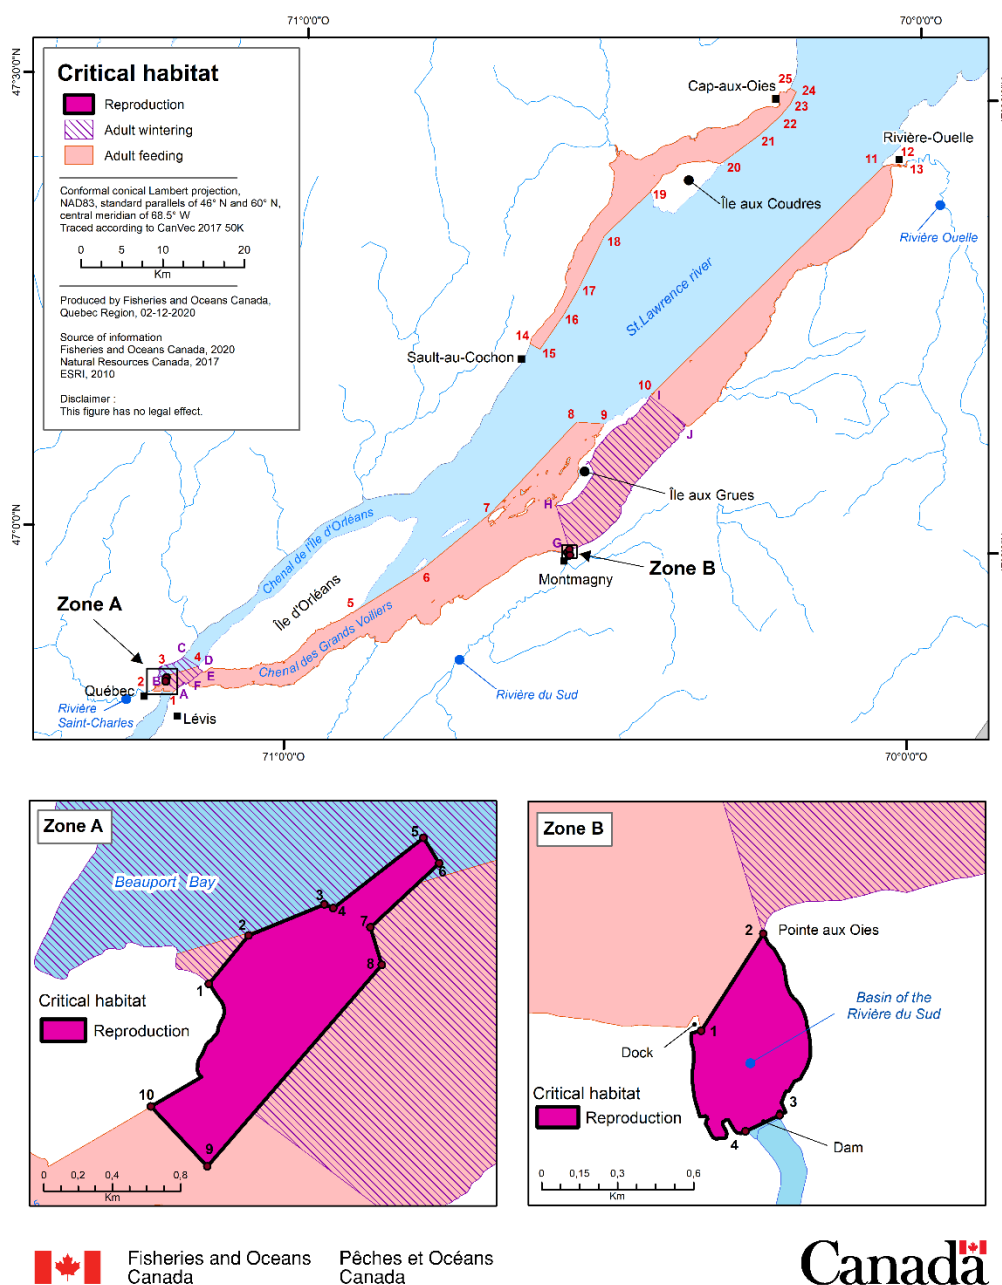 71°0'0"O
70°0'0"O
47°30'0"N
Critical habitat
Reproduction
Adult wintering
Adult feeding
Conformal conical Lambert projection,
NAD83, standard parallels of 46° N and 60° N,
central meridian of 68.5° W
Traced according to CanVec 2017 50K
0 5 10 15 20
Km
Produced by Fisheries and Oceans Canada,
Quebec Region, 02-12-2020
Source of information
Fisheries and Oceans Canada, 2020
Natural Resources Canada, 2017
ESRI, 2010
Disclaimer :
This figure has no legal effect.
25
Cap-aux-Oies
24
23
22
21
20
19
Île aux Coudres
18
17
16
15
14
Sault-au-Cochon
Rivière-Ouelle
11
12
13
Rivière Ouelle
St.Lawrence river
10
I
J
8
9
Île aux Grues
H
7
G
Montmagny
Zone B
47°0'0"N
Chenal de l'Île d'Orléans
Île d'Orléans
Chenal des Grands Voiliers
6
5
Zone A
C
3
4
D
E
F
B
A
2
1
Québec
Lévis
Rivière
Saint-Charles
Rivière du Sud
71°0'0"O
70°0'0"O
Zone A
Beauport Bay
5
6
3
4
2
7
8
1
10
9
Critical habitat
Reproduction
0 0,2 0,4 0,8
Km
Zone B
2
Pointe aux Oies
Basin of the
Rivière du Sud
1
Dock
3
4
Dam
Critical habitat
Reproduction
0 0,15 0,3 0,6
Km
Fisheries and Oceans
Canada
Pêches et Océans
Canada
Canada